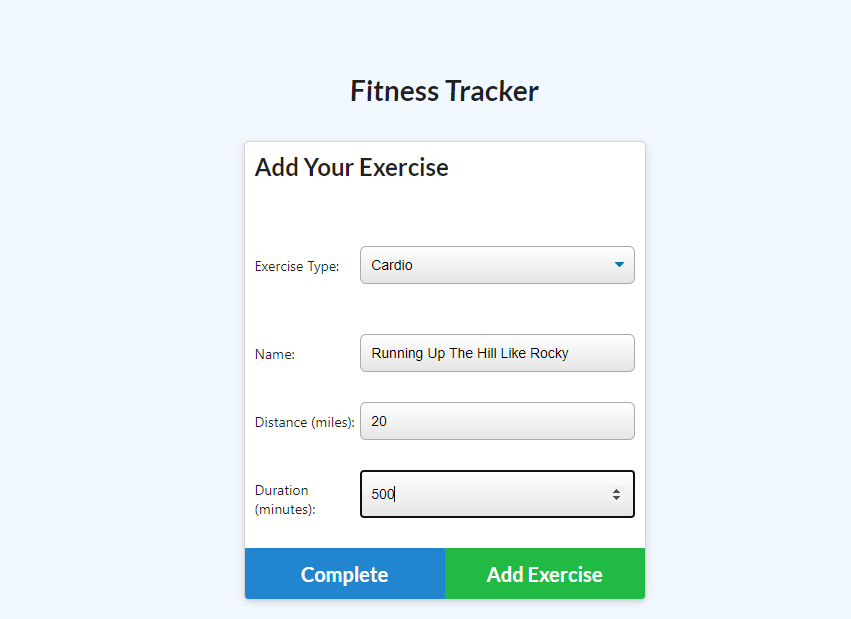 Fitness Tracker
Add Your Exercise
Exercise Type: Cardio
Name: Running Up The Hill Like Rocky
Distance (miles): 20
Duration
(minutes): 500
Complete Add Exercise